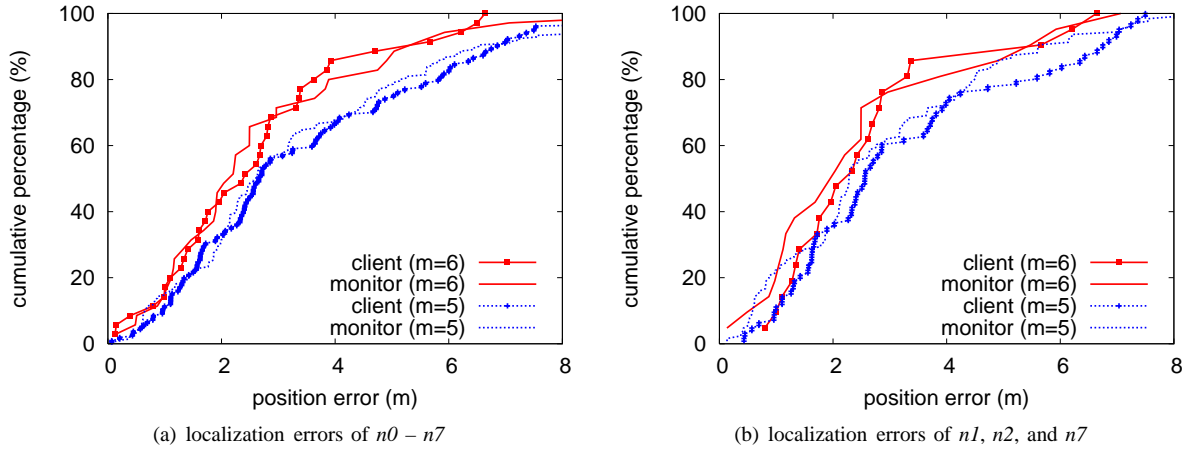 100
80
60
40
20
0
cumulative percentage (%)
0 2 4 6 8
position error (m)
client (m=6)
monitor (m=6)
client (m=5)
monitor (m=5)
(a) localization errors of n0 – n7
100
80
60
40
20
0
cumulative percentage (%)
0 2 4 6 8
position error (m)
client (m=6)
monitor (m=6)
client (m=5)
monitor (m=5)
(b) localization errors of n1, n2, and n7